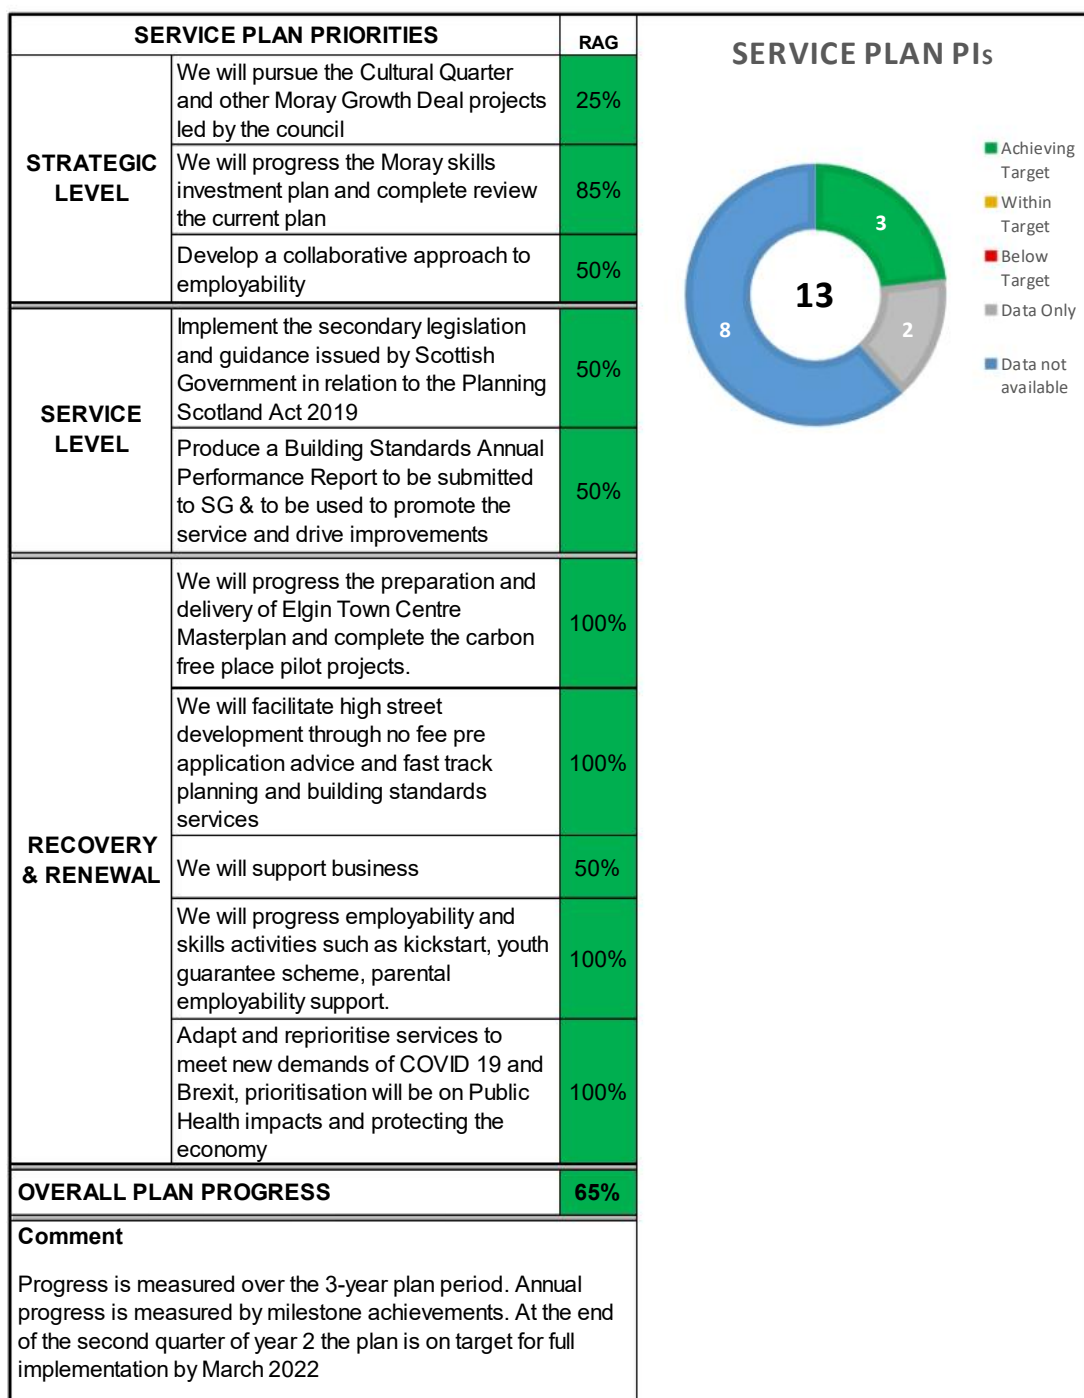 SERVICE PLAN PRIORITIES
RAG
STRATEGIC
LEVEL
We will pursue the Cultural Quarter
and other Moray Growth Deal projects
led by the council
25%
We will progress the Moray skills
investment plan and complete review
the current plan
85%
Develop a collaborative approach to
employability
50%
SERVICE
LEVEL
Implement the secondary legislation
and guidance issued by Scottish
Government in relation to the Planning
Scotland Act 2019
50%
Produce a Building Standards Annual
Performance Report to be submitted
to SG & to be used to promote the
service and drive improvements
50%
RECOVERY
& RENEWAL
We will progress the preparation and
delivery of Elgin Town Centre
Masterplan and complete the carbon
free place pilot projects.
100%
We will facilitate high street
development through no fee pre
application advice and fast track
planning and building standards
services
100%
We will support business
50%
We will progress employability and
skills activities such as kickstart, youth
guarantee scheme, parental
employability support.
100%
Adapt and reprioritise services to
meet new demands of COVID 19 and
Brexit, prioritisation will be on Public
Health impacts and protecting the
economy
100%
OVERALL PLAN PROGRESS
65%
Comment
Progress is measured over the 3-year plan period. Annual
progress is measured by milestone achievements. At the end
of the second quarter of year 2 the plan is on target for full
implementation by March 2022
SERVICE PLAN PIs
3
2
8
13
Achieving
Target
Within
Target
Below
Target
Data Only
Data not
available